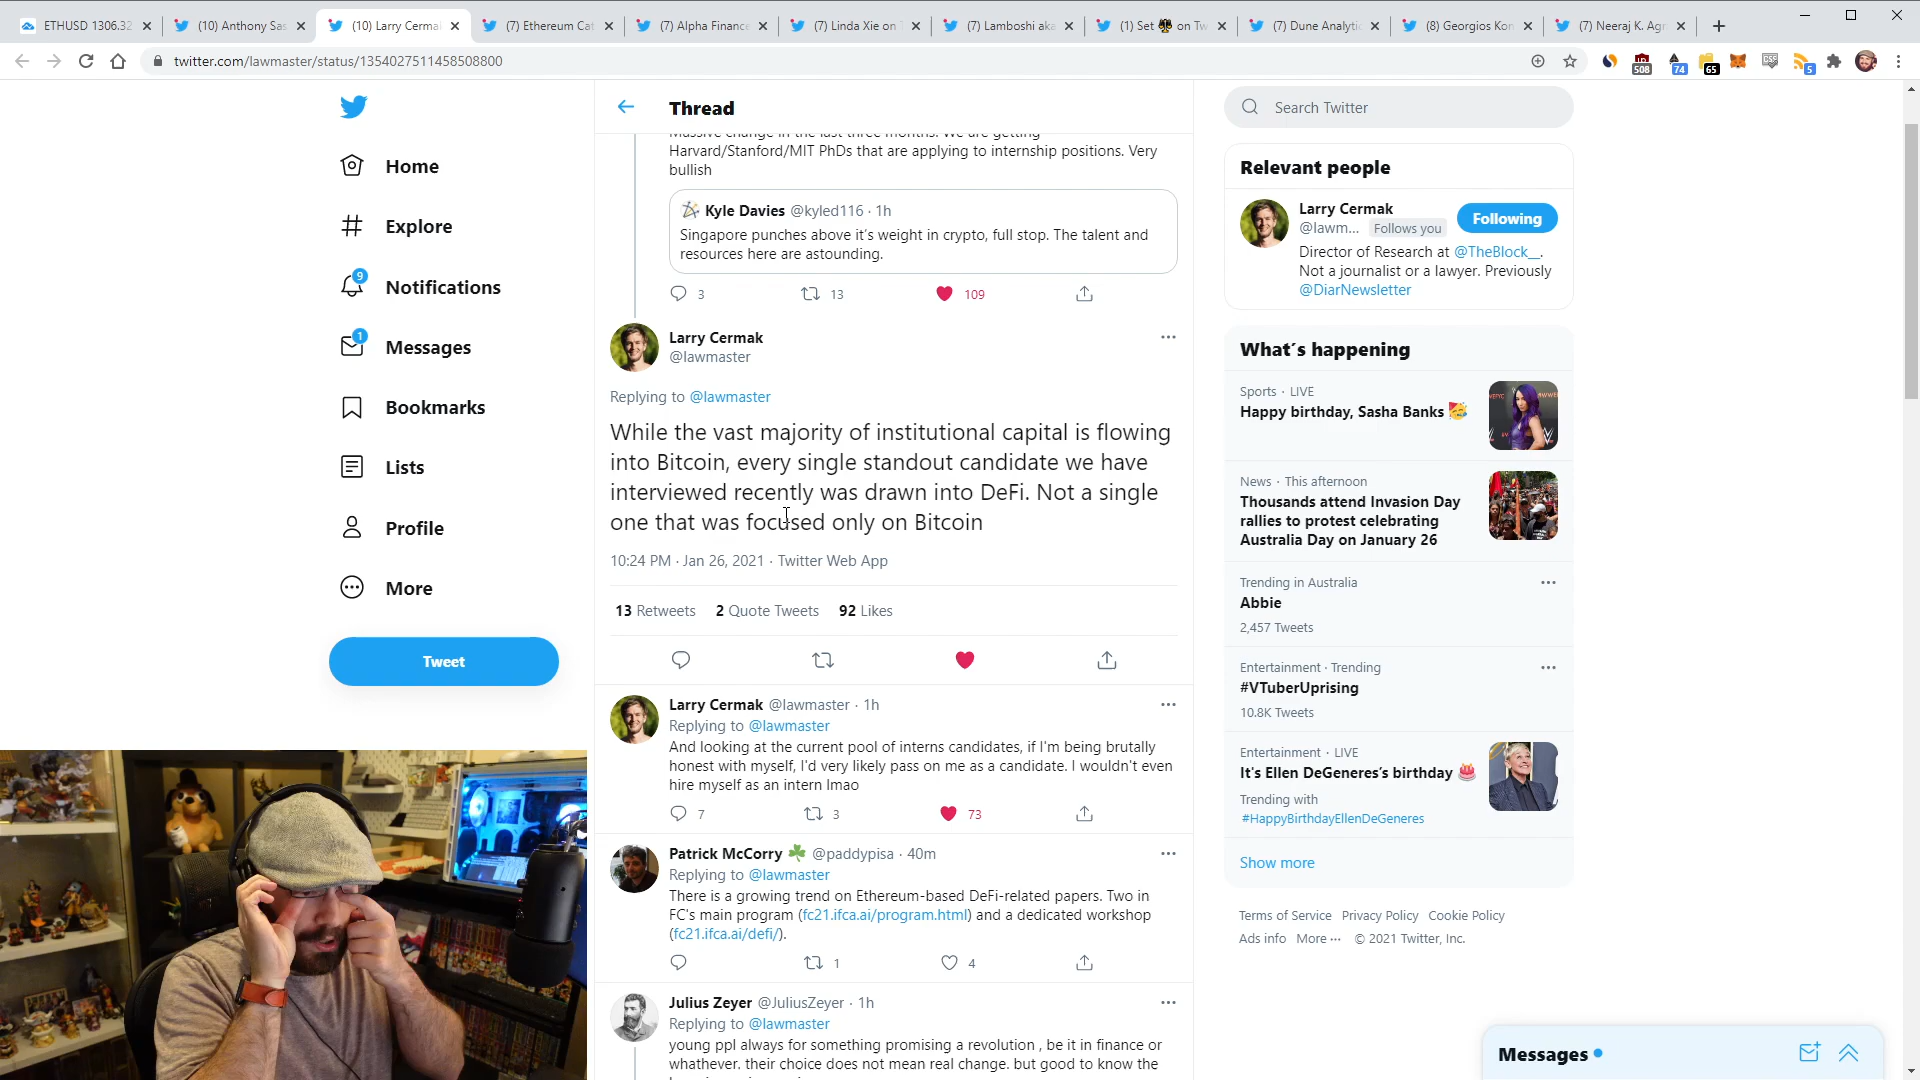 ETHUSD 1306.32
(10) Anthony Sas
(10) Larry Cerma
(7) Ethereum Cat
(7) Alpha Finance
(7) Linda Xie on
(7) Lamboshi aka
(1) Set on Tw
(7) Dune Analytic
(8) Georgios Kon
(7) Neeraj K. Agr
twitter.com/lawmaster/status/1354027511458508800
508
74
65
5
Home
Explore
9
Notifications
1
Messages
Bookmarks
Lists
Profile
More
Tweet
Thread
Massive change in the last three months. We are getting
Harvard/Stanford/MIT PhDs that are applying to internship positions. Very
bullish
Kyle Davies @kyled116 · 1h
Singapore punches above it's weight in crypto, full stop. The talent and
resources here are astounding.
3 13 109
Larry Cermak
@lawmaster
Replying to @lawmaster
While the vast majority of institutional capital is flowing
into Bitcoin, every single standout candidate we have
interviewed recently was drawn into DeFi. Not a single
one that was focused only on Bitcoin
10:24 PM · Jan 26, 2021 · Twitter Web App
13 Retweets 2 Quote Tweets 92 Likes
Larry Cermak @lawmaster · 1h
Replying to @lawmaster
And looking at the current pool of interns candidates, if I'm being brutally
honest with myself, I'd very likely pass on me as a candidate. I wouldn't even
hire myself as an intern lmao
7 3 73
Patrick McCorry @paddypisa · 40m
Replying to @lawmaster
There is a growing trend on Ethereum-based DeFi-related papers. Two in
FC's main program (fc21.ifca.ai/program.html) and a dedicated workshop
(fc21.ifca.ai/defi/).
1 4
Julius Zeyer @JuliusZeyer · 1h
Replying to @lawmaster
young ppl always for something promising a revolution , be it in finance or
whatever. their choice does not mean real change. but good to know the
Search Twitter
Relevant people
Larry Cermak
@lawm... Follows you
Following
Director of Research at @TheBlock__.
Not a journalist or a lawyer. Previously
@DiarNewsletter
What's happening
Sports · LIVE
Happy birthday, Sasha Banks
News · This afternoon
Thousands attend Invasion Day
rallies to protest celebrating
Australia Day on January 26
Trending in Australia
Abbie
2,457 Tweets
Entertainment · Trending
#VTuberUprising
10.8K Tweets
Entertainment · LIVE
It's Ellen DeGeneres's birthday
Trending with
#HappyBirthdayEllenDeGeneres
Show more
Terms of Service Privacy Policy Cookie Policy
Ads info More ··· © 2021 Twitter, Inc.
Messages